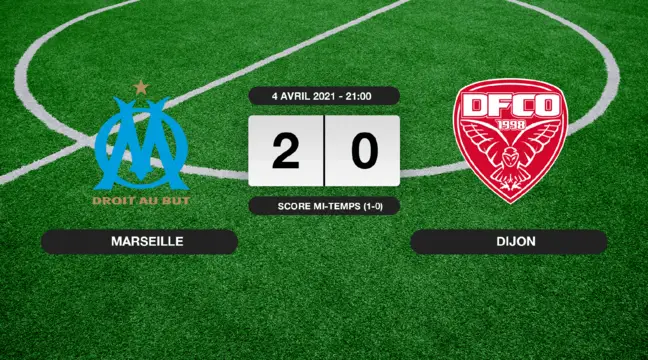 4 AVRIL 2021 - 21:00
2 0
SCORE MI-TEMPS (1-0)
DROIT AU BUT
DFCO
1998
MARSEILLE
DIJON